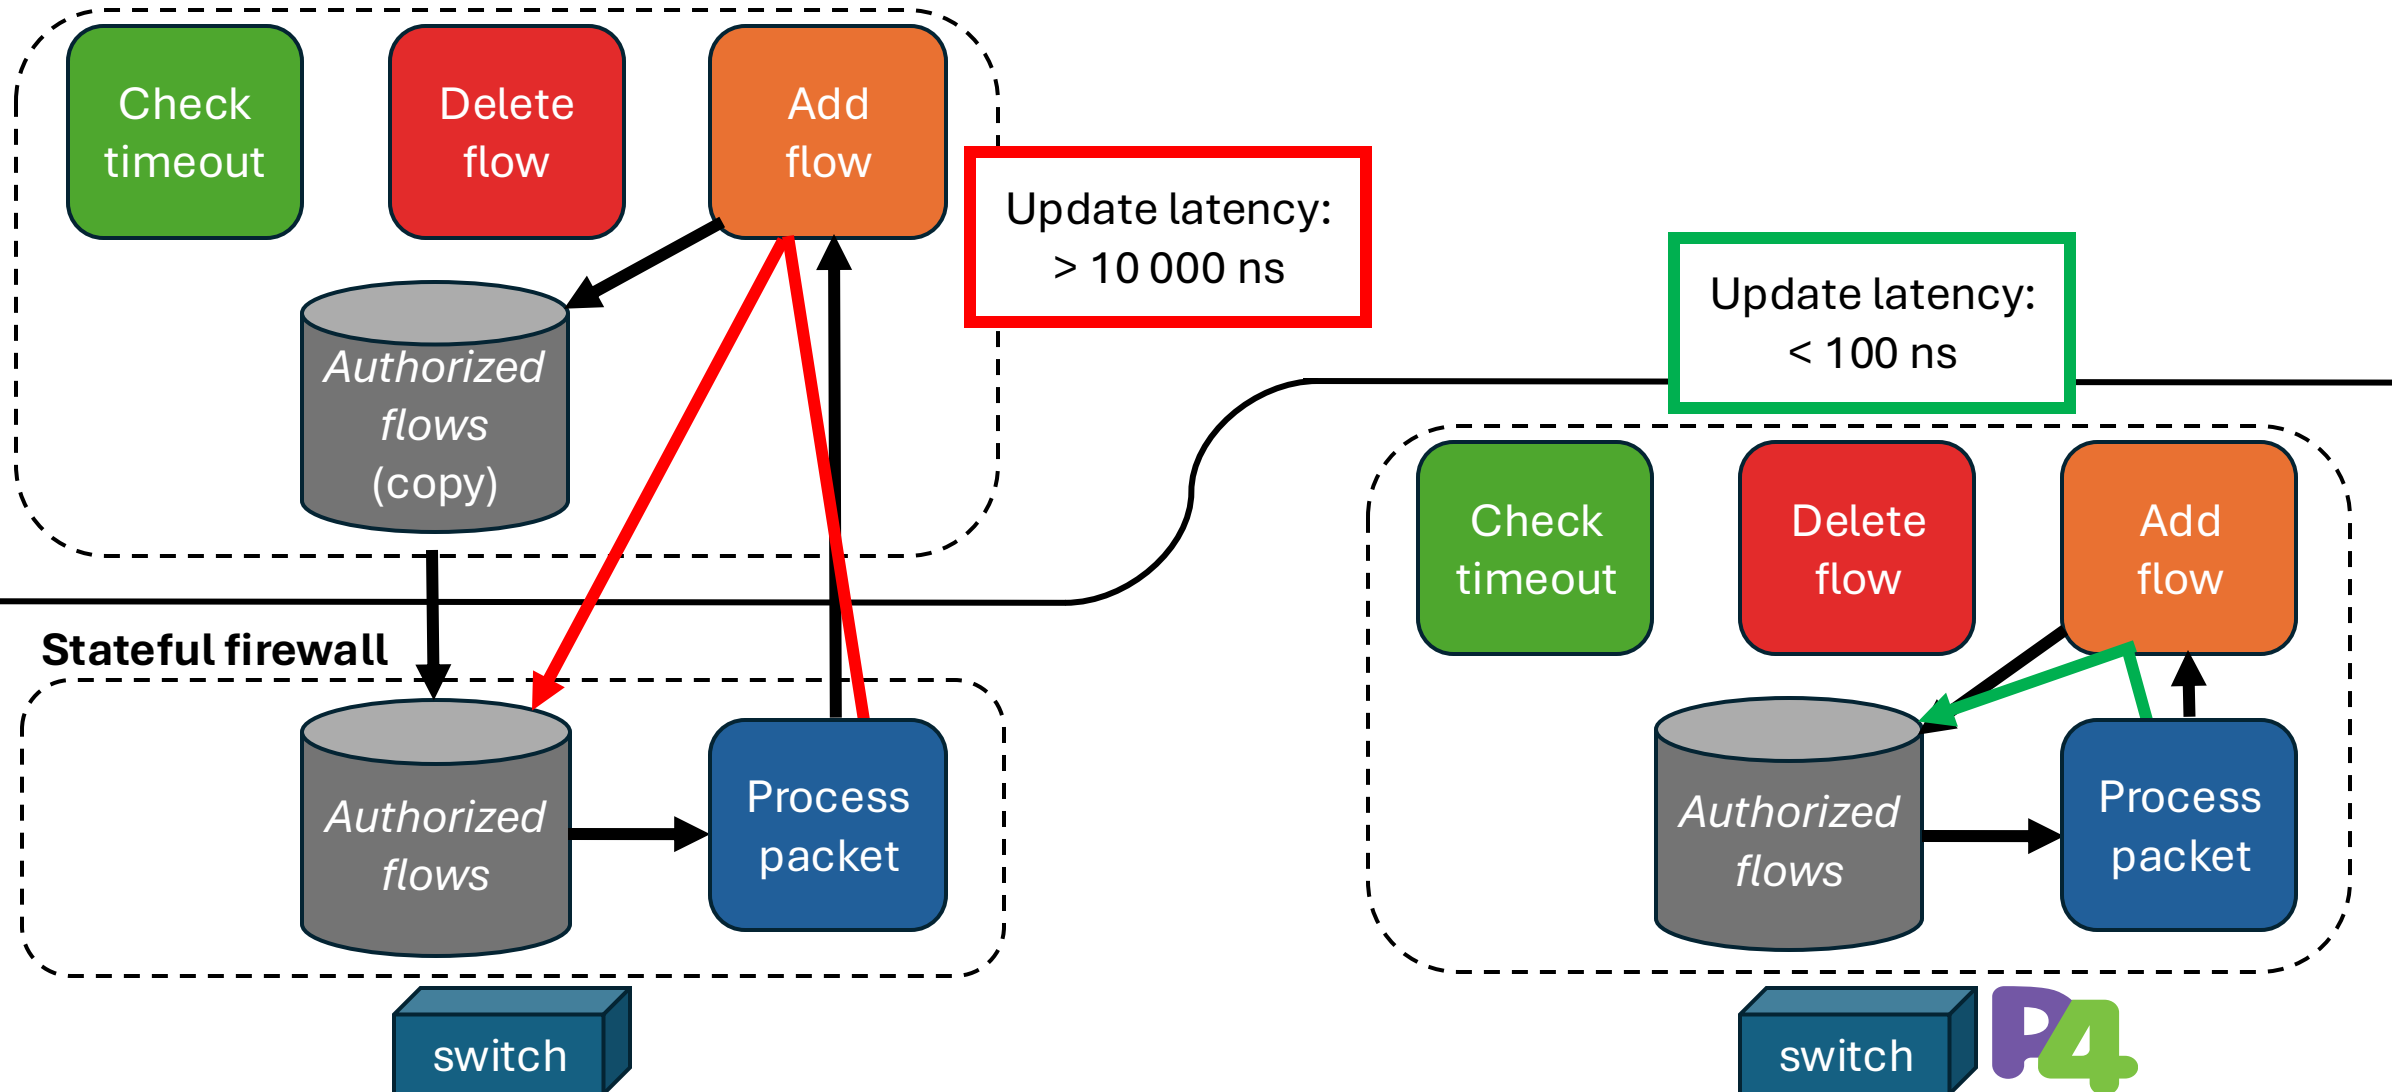 Check
timeout
Delete
flow
Add
flow
Update latency:
> 10 000 ns
Authorized
flows
(copy)
Stateful firewall
Authorized
flows
Process
packet
switch
Update latency:
< 100 ns
Check
timeout
Delete
flow
Add
flow
Authorized
flows
Process
packet
switch
P4